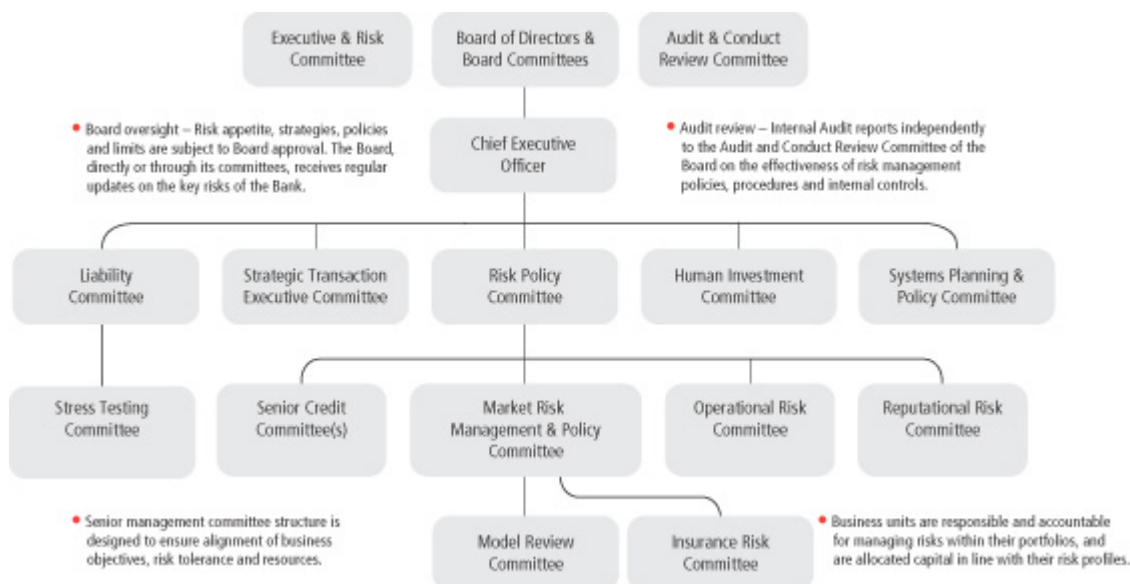 Executive & Risk
Committee
Board of Directors &
Board Committees
Audit & Conduct
Review Committee
• Board oversight – Risk appetite, strategies, policies
and limits are subject to Board approval. The Board,
directly or through its committees, receives regular
updates on the key risks of the Bank.
Chief Executive
Officer
• Audit review – Internal Audit reports independently
to the Audit and Conduct Review Committee of the
Board on the effectiveness of risk management
policies, procedures and internal controls.
Liability
Committee
Strategic Transaction
Executive Committee
Risk Policy
Committee
Human Investment
Committee
Systems Planning &
Policy Committee
Stress Testing
Committee
Senior Credit
Committee(s)
Market Risk
Management & Policy
Committee
Operational Risk
Committee
Reputational Risk
Committee
• Senior management committee structure is
designed to ensure alignment of business
objectives, risk tolerance and resources.
Model Review
Committee
Insurance Risk
Committee
• Business units are responsible and accountable
for managing risks within their portfolios, and
are allocated capital in line with their risk profiles.